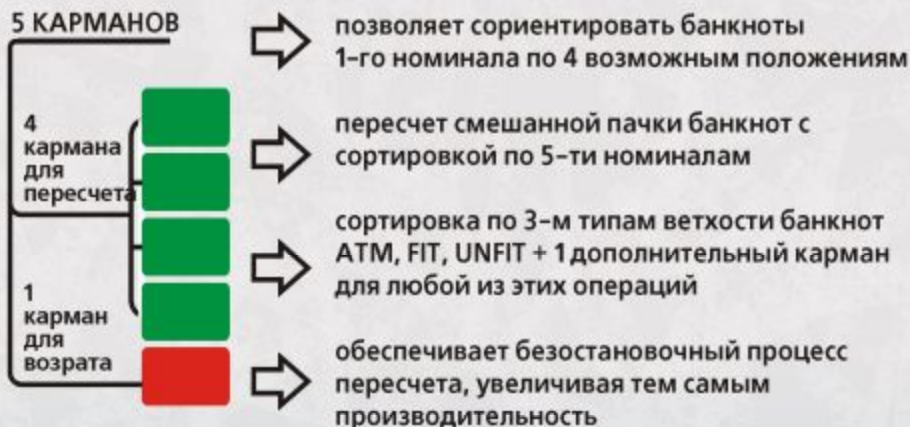 5 КАРМАНОВ
4
кармана
для
пересчета
1
карман
для
возрата
позволяет сориентировать банкноты
1-го номинала по 4 возможным положениям
пересчет смешанной пачки банкнот с
сортировкой по 5-ти номиналам
сортировка по 3-м типам ветхости банкнот
ATM, FIT, UNFIT + 1 дополнительный карман
для любой из этих операций
обеспечивает безостановочный процесс
пересчета, увеличивая тем самым
производительность